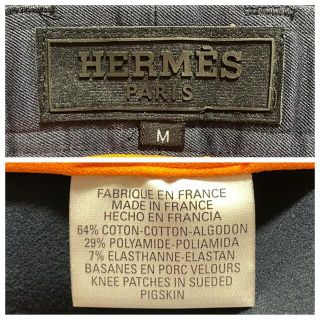 HERMÈS
PARIS
M
FABRIQUE EN FRANCE
MADE IN FRANCE
HECHO EN FRANCIA
64% COTON-COTTON-ALGODON
29% POLYAMIDE-POLIAMIDA
7% ELASTHANNE-ELASTAN
BASANES EN PORC VELOURS
KNEE PATCHES IN SUEDED
PIGSKIN